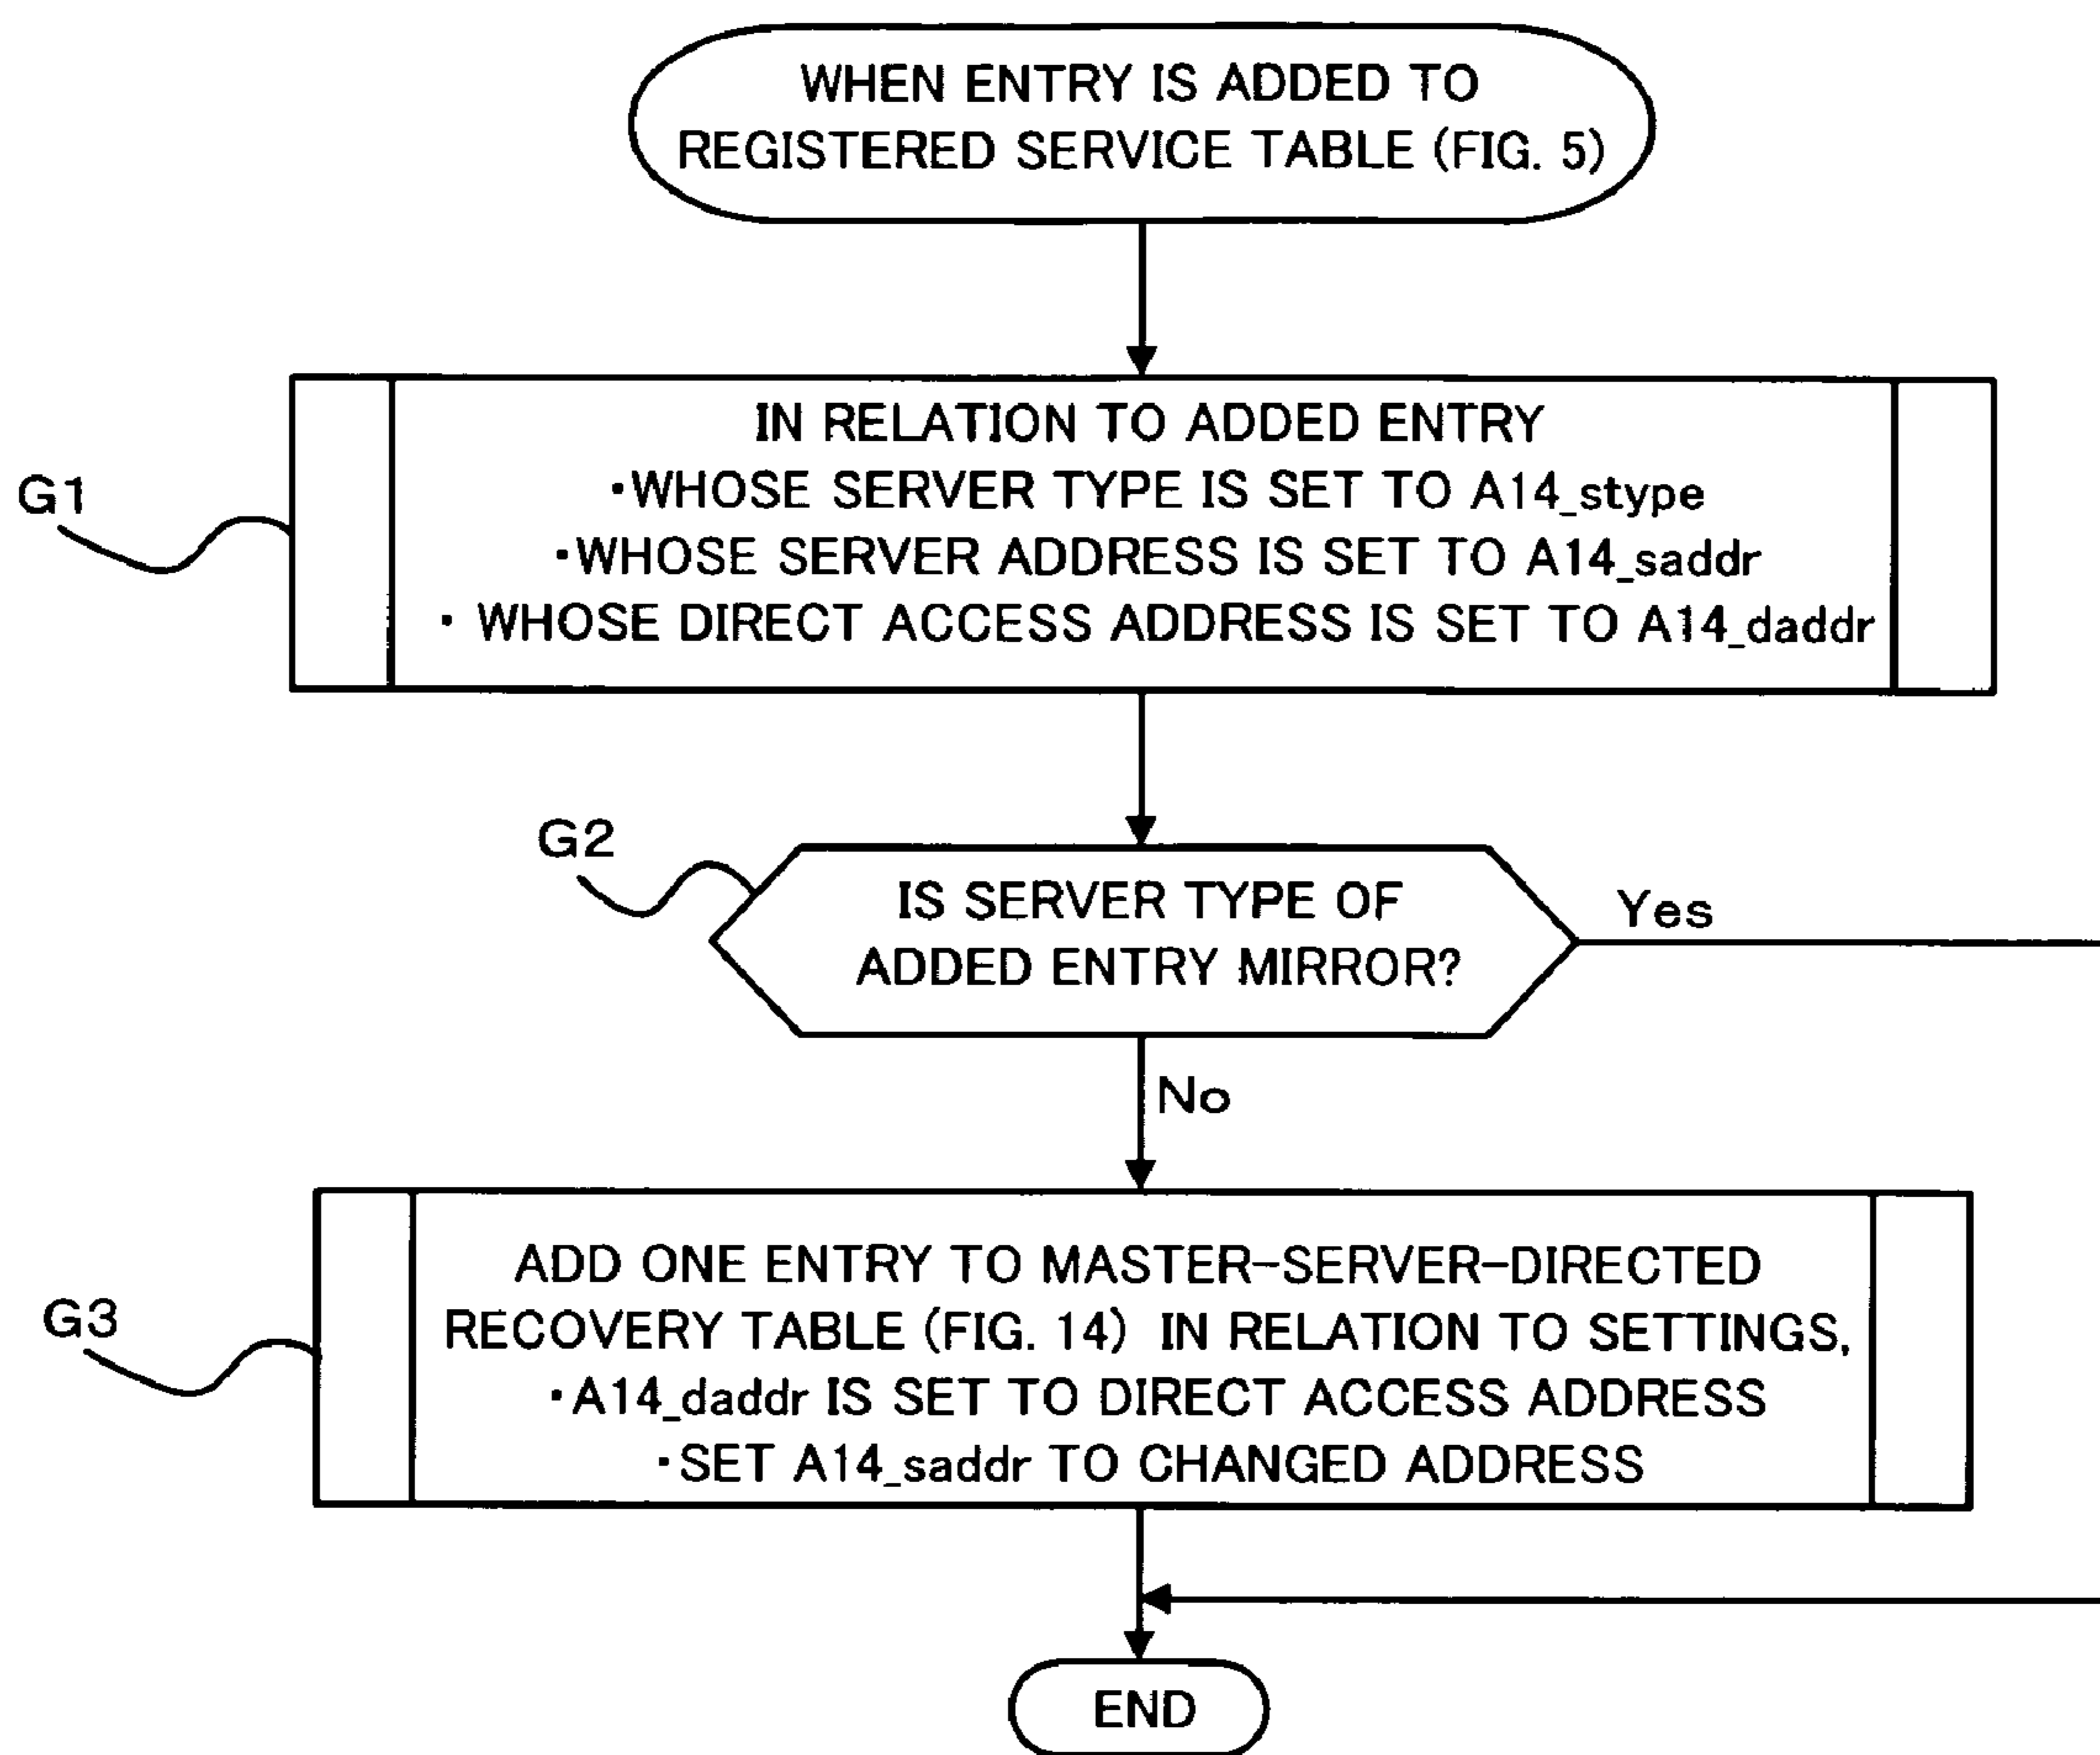 WHEN ENTRY IS ADDED TO
REGISTERED SERVICE TABLE (FIG. 5)
G1
IN RELATION TO ADDED ENTRY
・WHOSE SERVER TYPE IS SET TO A14_stype
・WHOSE SERVER ADDRESS IS SET TO A14_saddr
・ WHOSE DIRECT ACCESS ADDRESS IS SET TO A14_daddr
G2
IS SERVER TYPE OF
ADDED ENTRY MIRROR?
Yes
No
G3
ADD ONE ENTRY TO MASTER-SERVER-DIRECTED
RECOVERY TABLE (FIG. 14) IN RELATION TO SETTINGS,
・A14_daddr IS SET TO DIRECT ACCESS ADDRESS
・SET A14_saddr TO CHANGED ADDRESS
END